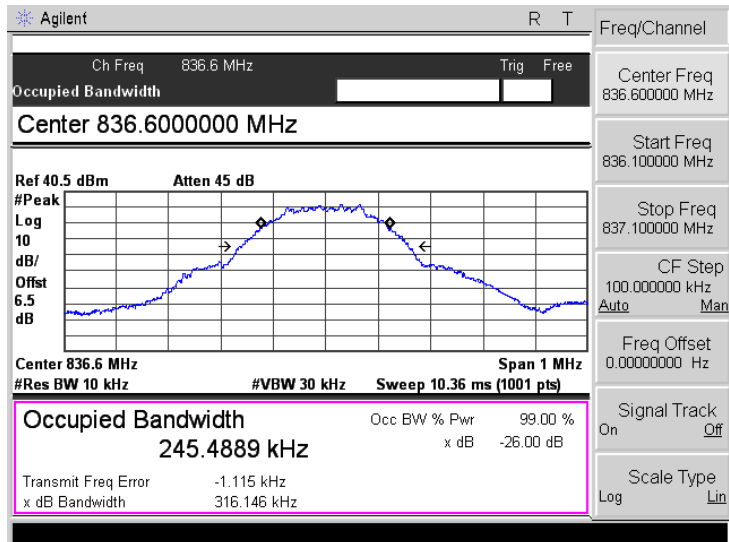 Agilent R T
Ch Freq 836.6 MHz Trig Free
Occupied Bandwidth
Center 836.6000000 MHz
Ref 40.5 dBm Atten 45 dB
#Peak
Log
10
dB/
Offst
6.5
dB
Center 836.6 MHz Span 1 MHz
#Res BW 10 kHz #VBW 30 kHz Sweep 10.36 ms (1001 pts)
Occupied Bandwidth Occ BW % Pwr 99.00 %
245.4889 kHz x dB -26.00 dB
Transmit Freq Error -1.115 kHz
x dB Bandwidth 316.146 kHz
Freq/Channel
Center Freq
836.600000 MHz
Start Freq
836.100000 MHz
Stop Freq
837.100000 MHz
CF Step
100.000000 kHz
Auto Man
Freq Offset
0.00000000 Hz
Signal Track
On Off
Scale Type
Log Lin